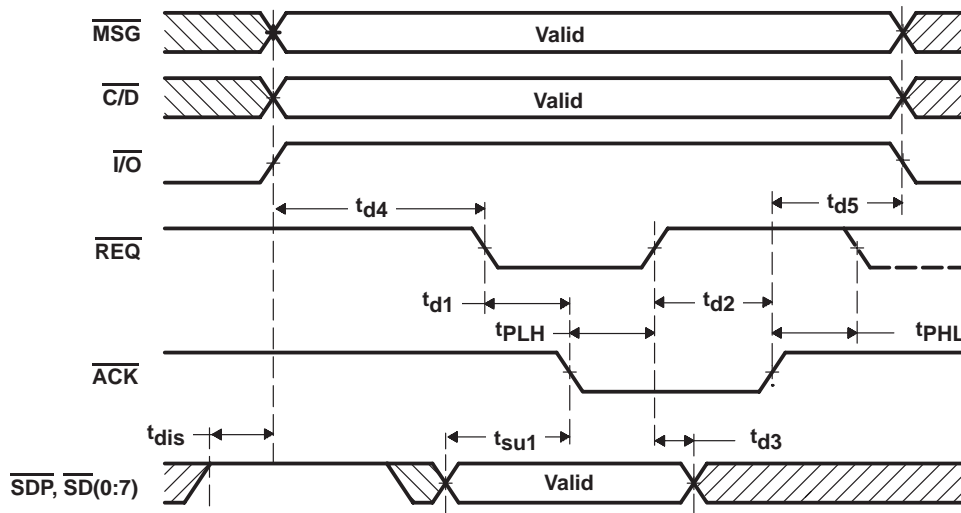 MSG Valid
C/D Valid
I/O
td4 td5
REQ
td1 td2
tPLH tPHL
ACK
tdis tsu1 td3
SDP, SD(0:7) Valid